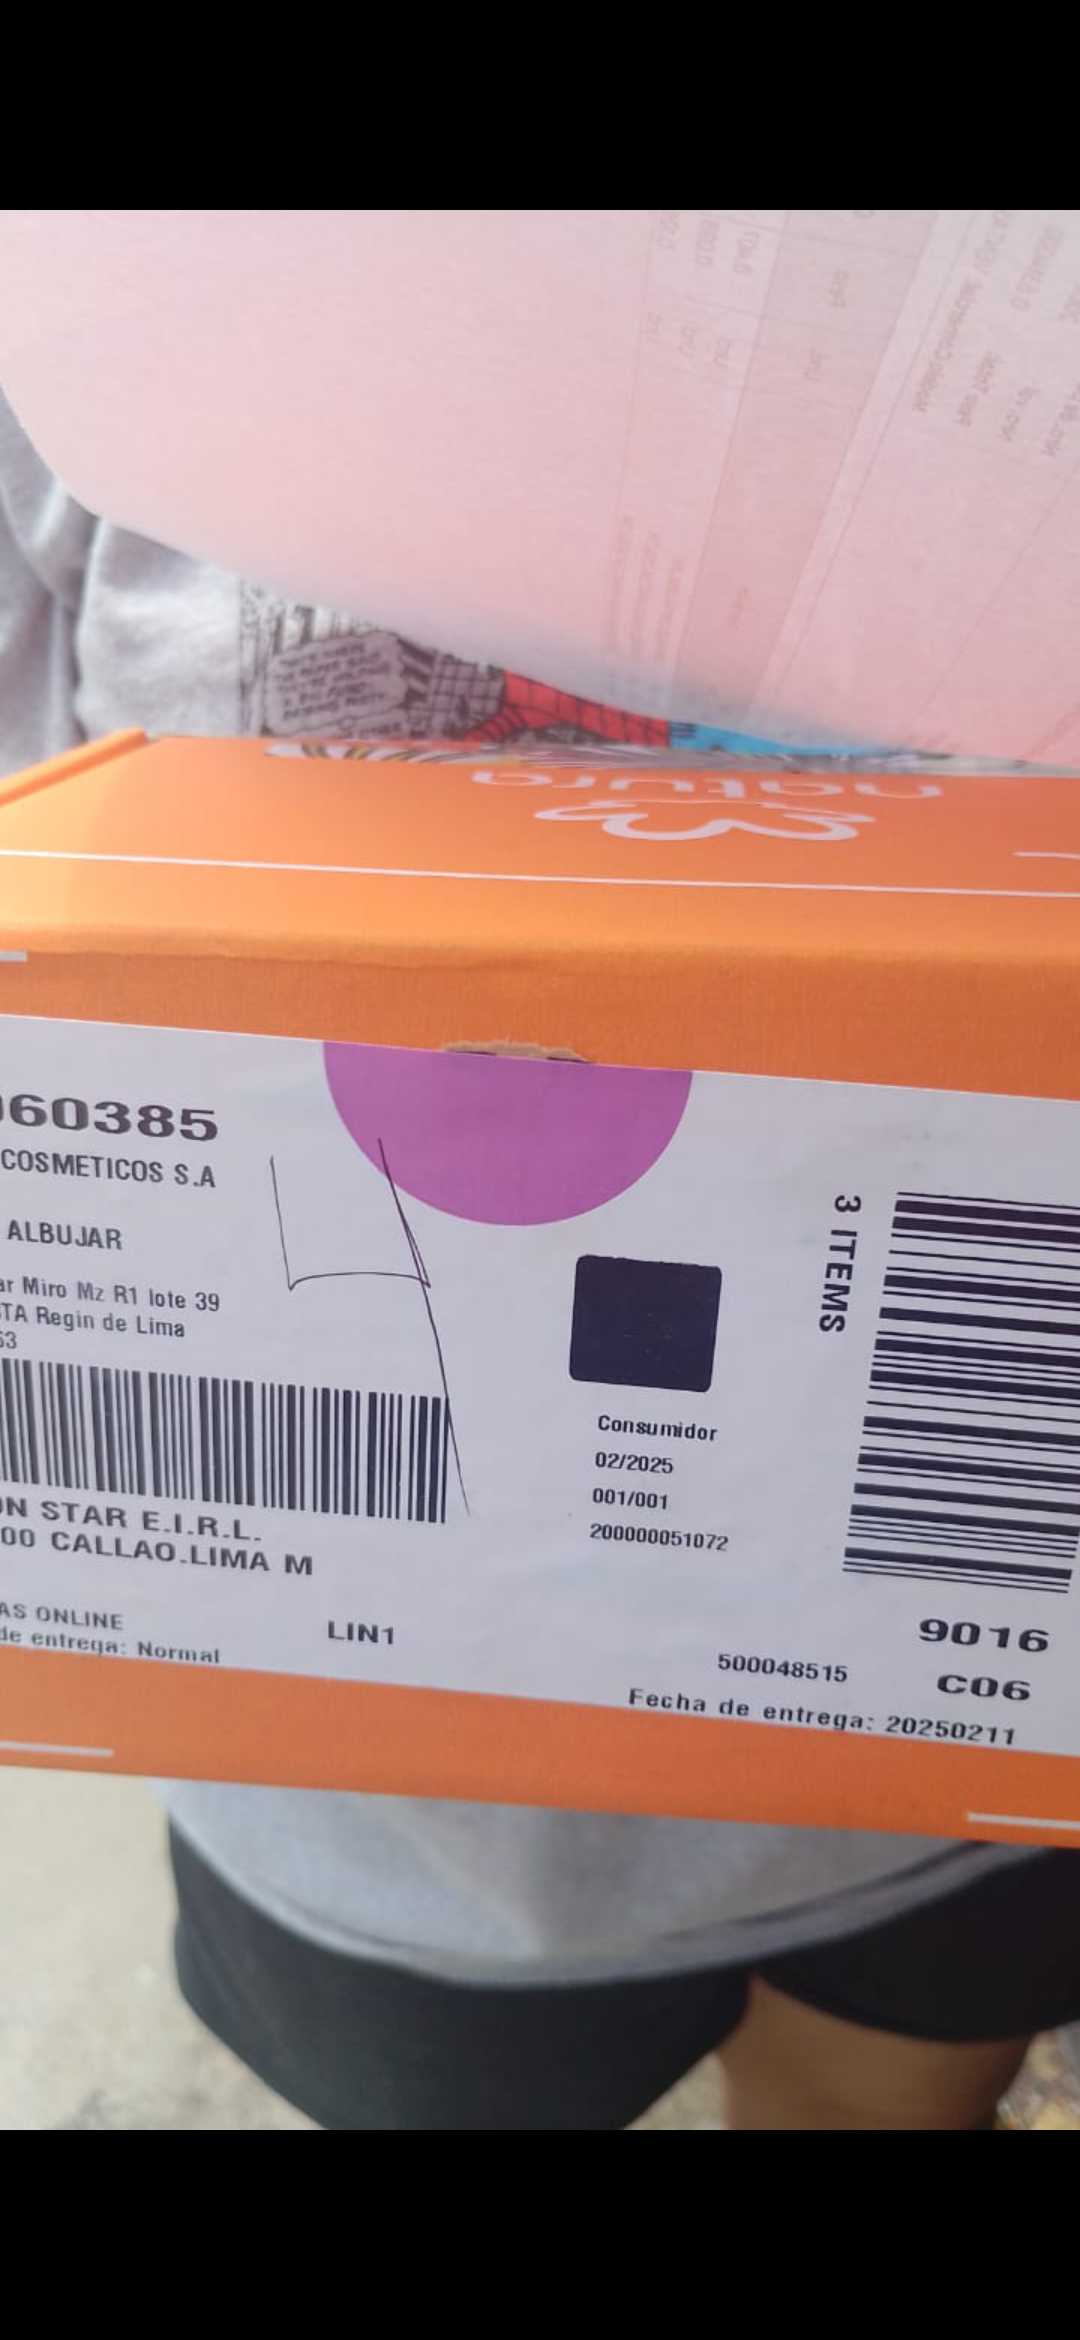 natura
060385
COSMETICOS S.A
ALBUJAR
ar Miro Mz R1 lote 39
TA Regin de Lima
53
ON STAR E.I.R.L.
00 CALLAO.LIMA M
AS ONLINE
de entrega: Normal
LIN1
Consumidor
02/2025
001/001
200000051072
3 ITEMS
9016
500048515
C06
Fecha de entrega: 20250211